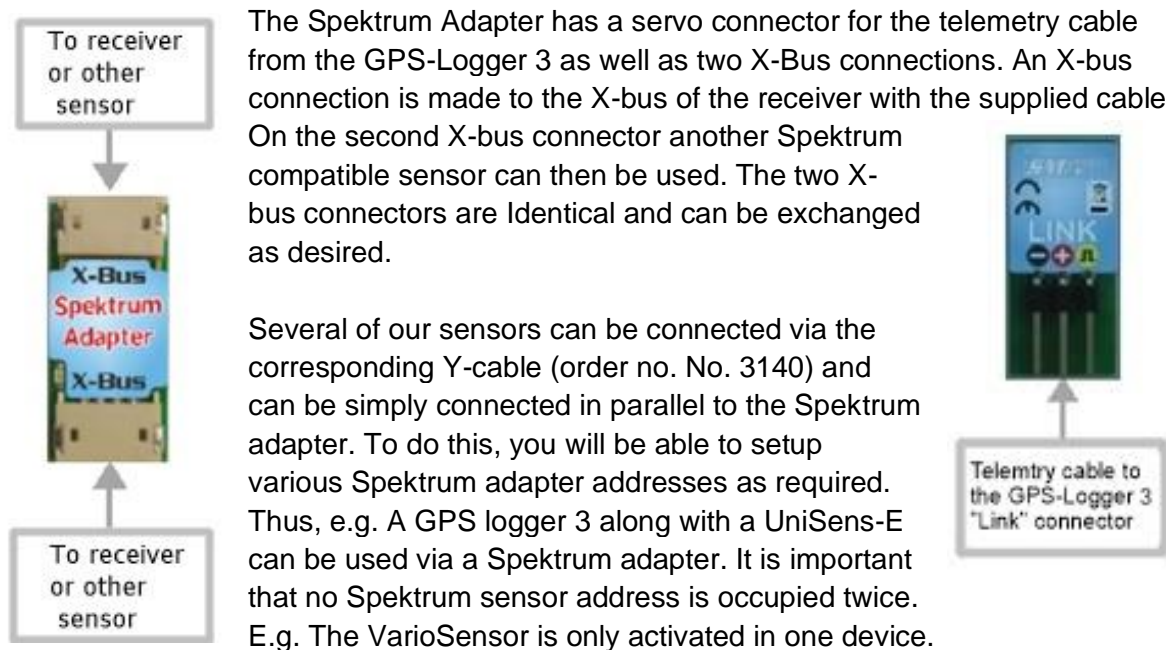 To receiver
or other
sensor
X-Bus
Spektrum
Adapter
X-Bus
To receiver
or other
sensor
The Spektrum Adapter has a servo connector for the telemetry cable
from the GPS-Logger 3 as well as two X-Bus connections. An X-bus
connection is made to the X-bus of the receiver with the supplied cable
On the second X-bus connector another Spektrum
compatible sensor can then be used. The two X-
bus connectors are Identical and can be exchanged
as desired.
Several of our sensors can be connected via the
corresponding Y-cable (order no. No. 3140) and
can be simply connected in parallel to the Spektrum
adapter. To do this, you will be able to setup
various Spektrum adapter addresses as required.
Thus, e.g. A GPS logger 3 along with a UniSens-E
can be used via a Spektrum adapter. It is important
that no Spektrum sensor address is occupied twice.
E.g. The VarioSensor is only activated in one device.
CE
LINK
Telemtry cable to
the GPS-Logger 3
"Link" connector